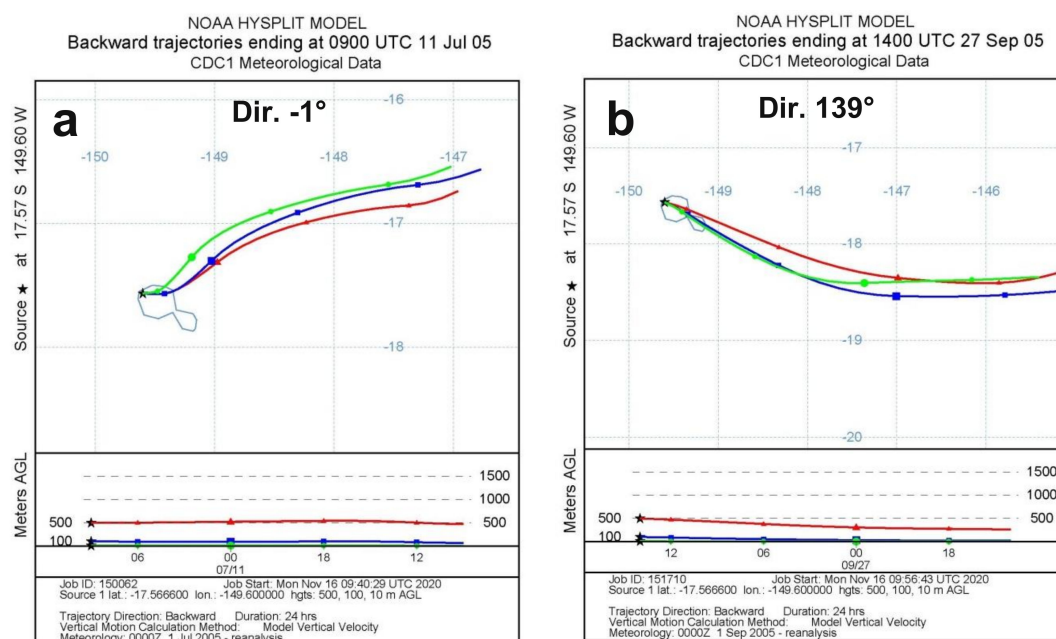 NOAA HYSPLIT MODEL
Backward trajectories ending at 0900 UTC 11 Jul 05
CDC1 Meteorological Data
a
Dir. -1°
-16
-150 -149 -148 -147
-17
-18
Source ★ at 17.57 S 149.60 W
Meters AGL
1500
1000
500 500
100
06 00 18 12
07/11
Job ID: 150062 Job Start: Mon Nov 16 09:40:29 UTC 2020
Source 1 lat.: -17.566600 lon.: -149.600000 hgts: 500, 100, 10 m AGL
Trajectory Direction: Backward Duration: 24 hrs
Vertical Motion Calculation Method: Model Vertical Velocity
Meteorology: 0000Z 1 Jul 2005 - reanalysis
NOAA HYSPLIT MODEL
Backward trajectories ending at 1400 UTC 27 Sep 05
CDC1 Meteorological Data
b
Dir. 139°
-17
-150 -149 -148 -147 -146
-18
-19
-20
Source ★ at 17.57 S 149.60 W
Meters AGL
1500
1000
500 500
100
12 06 00 18
09/27
Job ID: 151710 Job Start: Mon Nov 16 09:56:43 UTC 2020
Source 1 lat.: -17.566600 lon.: -149.600000 hgts: 500, 100, 10 m AGL
Trajectory Direction: Backward Duration: 24 hrs
Vertical Motion Calculation Method: Model Vertical Velocity
Meteorology: 0000Z 1 Sep 2005 - reanalysis